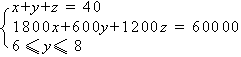 x+y+z = 40
1800x+600y+1200z = 60000
6 ⩽ y ⩽ 8